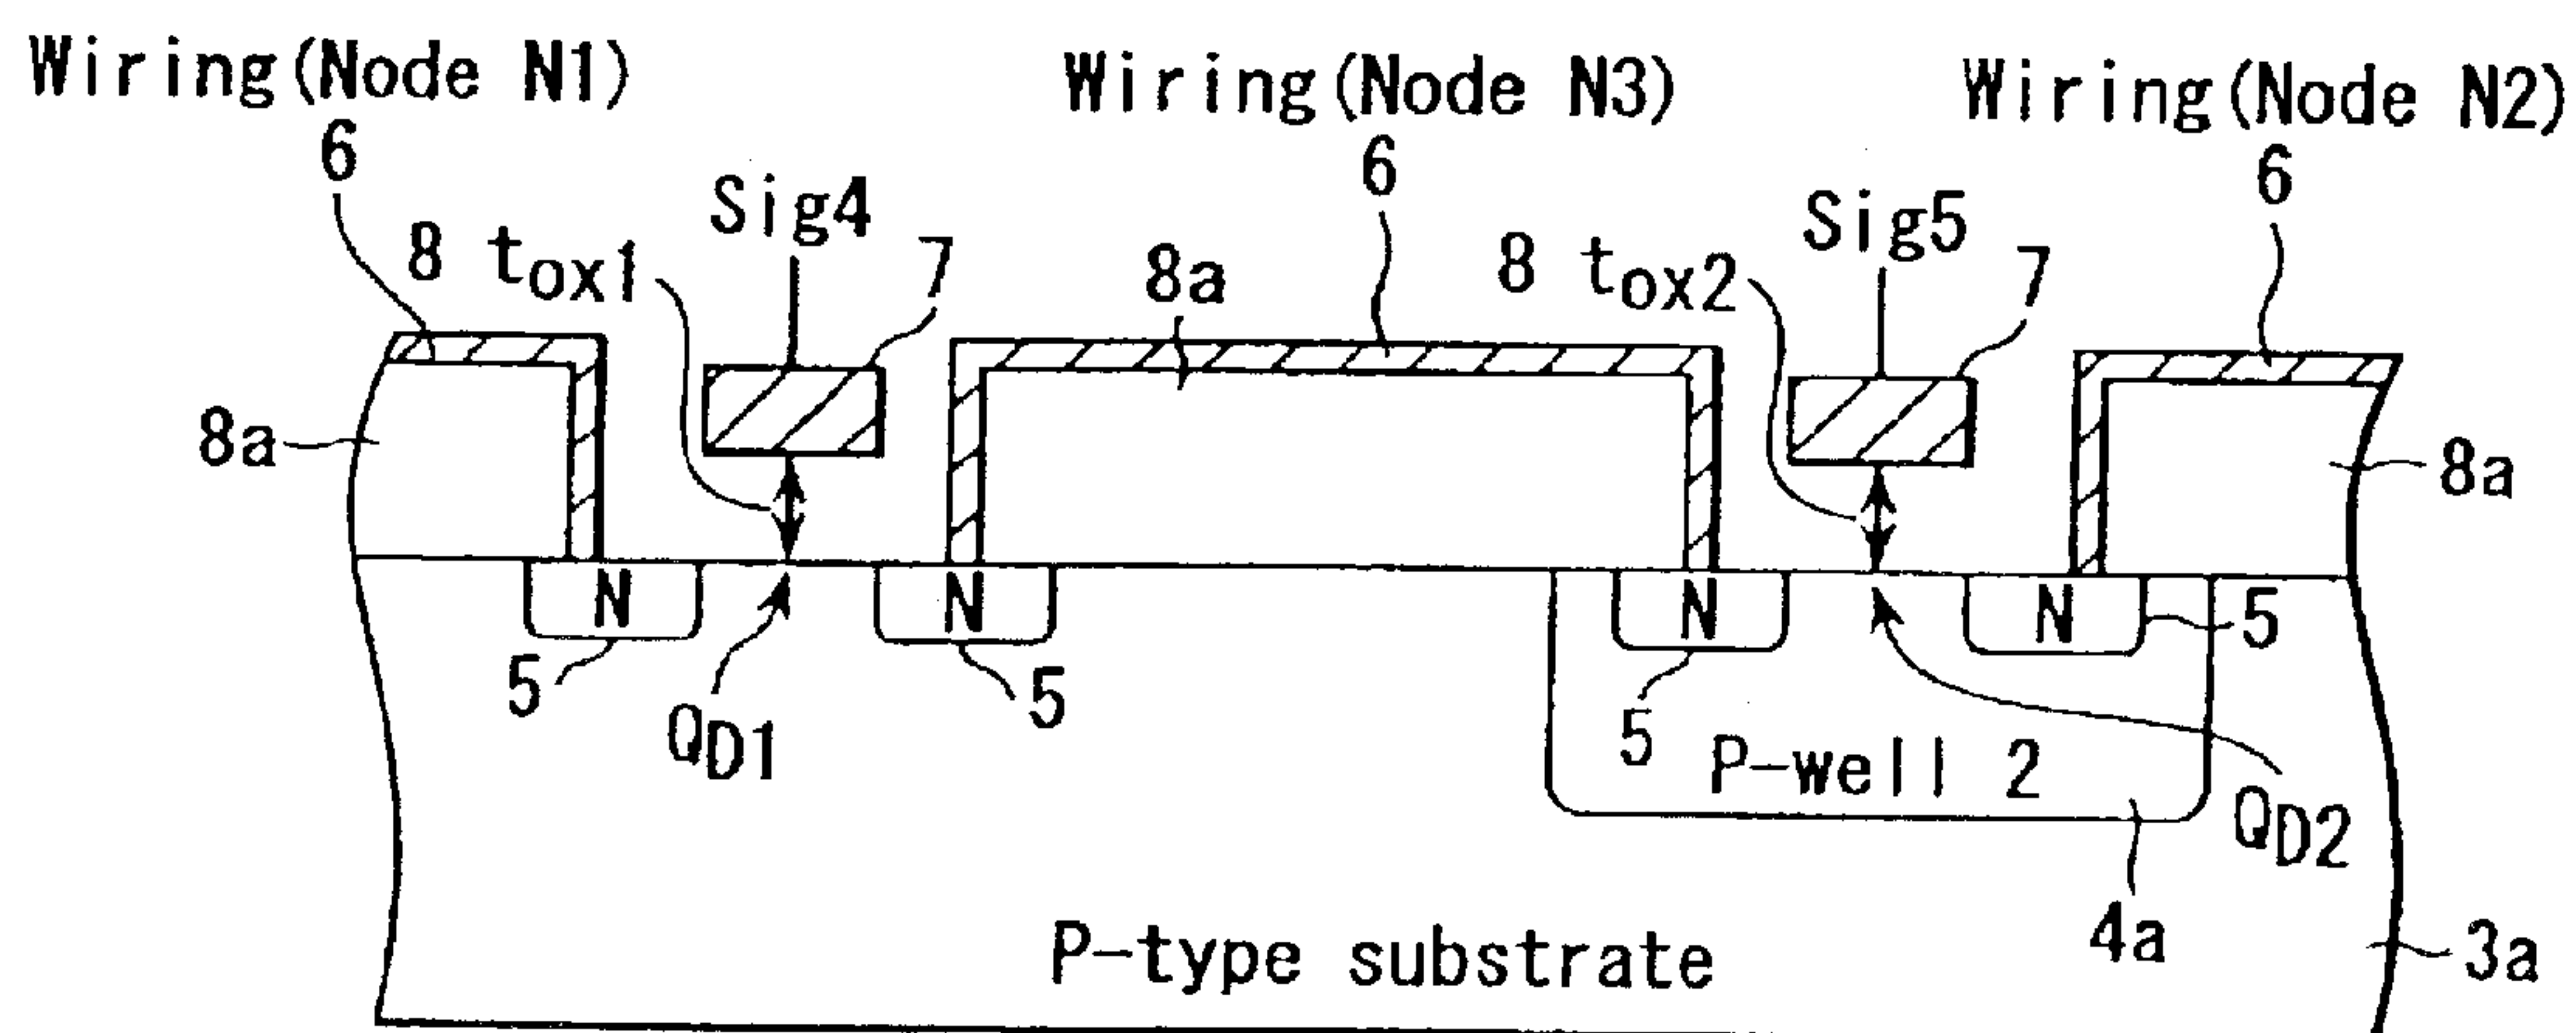 Wiring(Node N1)
Wiring(Node N3)
Wiring(Node N2)
6
6
6
Sig4
Sig5
8 tox1
7
8a
8 tox2
7
8a
8a
N
N
N
N
5
5
5
5
QD1
P-well 2
QD2
4a
P-type substrate
3a